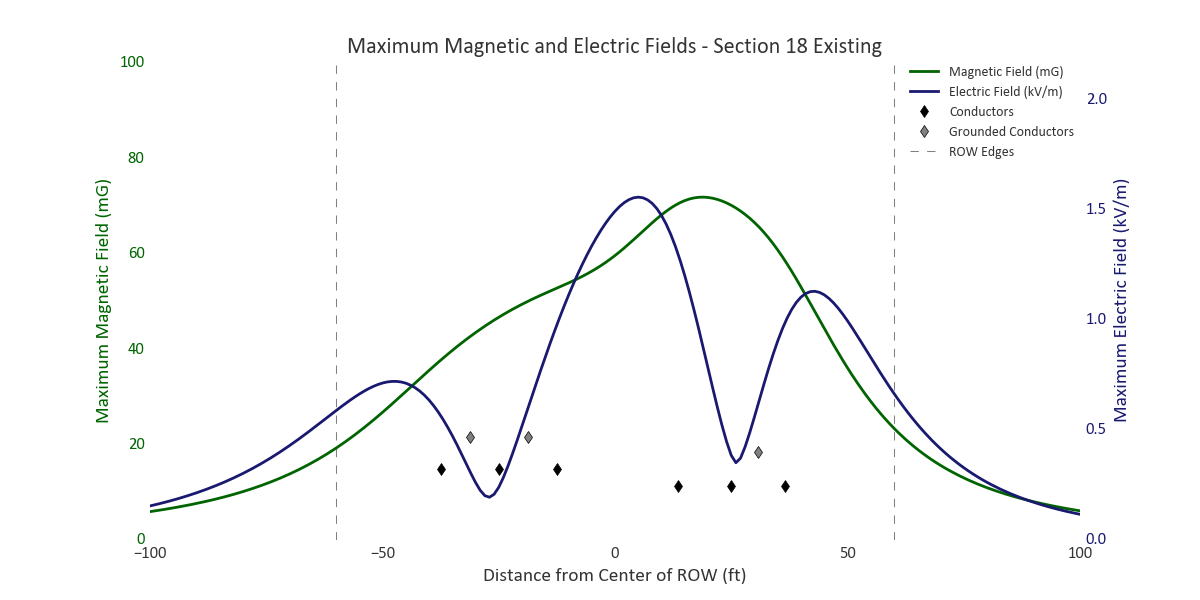 Maximum Magnetic and Electric Fields - Section 18 Existing
Magnetic Field (mG)
Electric Field (kV/m)
Conductors
Grounded Conductors
ROW Edges
Maximum Magnetic Field (mG)
100
80
60
40
20
0
2.0
1.5
1.0
0.5
0.0
Maximum Electric Field (kV/m)
−100
−50
0
50
100
Distance from Center of ROW (ft)